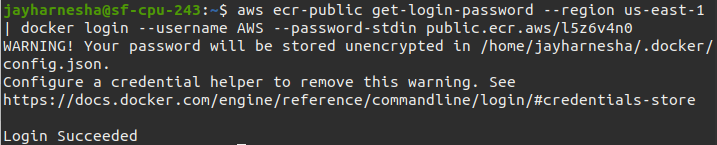 jayharnesha@sf-cpu-243:~$ aws ecr-public get-login-password --region us-east-1
| docker login --username AWS --password-stdin public.ecr.aws/l5z6v4n0
WARNING! Your password will be stored unencrypted in /home/jayharnesha/.docker/
config.json.
Configure a credential helper to remove this warning. See
https://docs.docker.com/engine/reference/commandline/login/#credentials-store

Login Succeeded